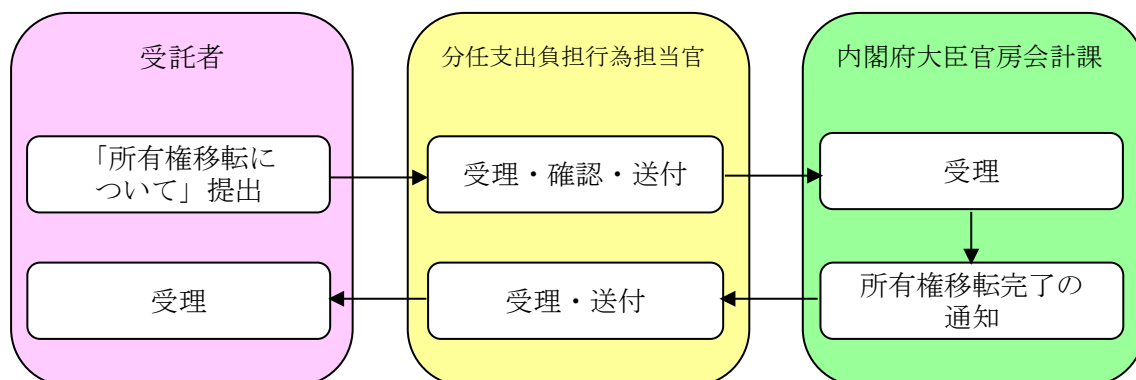 受託者
分任支出負担行為担当官
内閣府大臣官房会計課
「所有権移転に
ついて」提出
受理・確認・送付
受理
受理
受理・送付
所有権移転完了の
通知